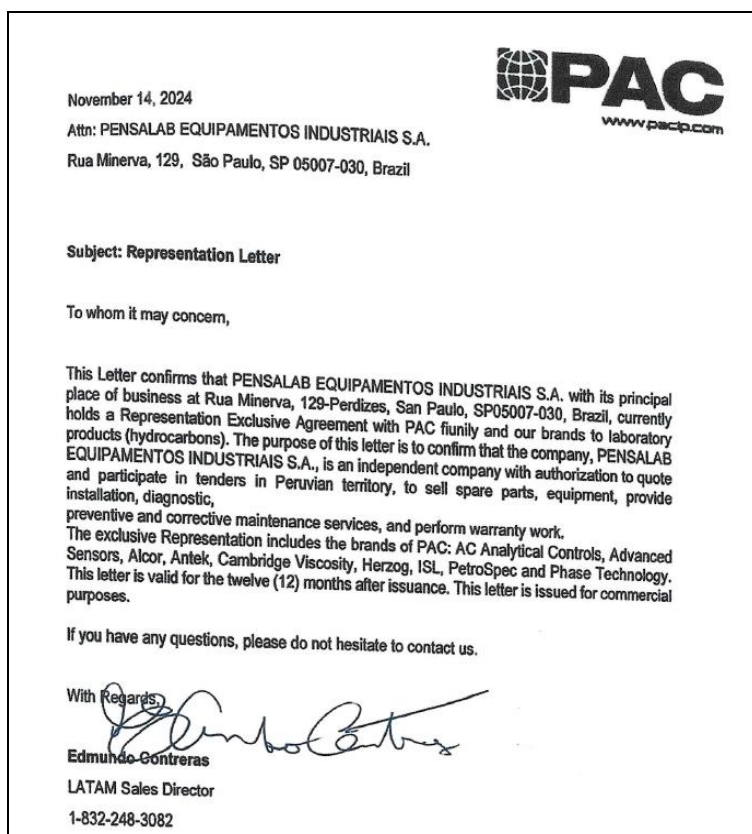 PAC
www.paclp.com
November 14, 2024
Attn: PENSALAB EQUIPAMENTOS INDUSTRIAIS S.A.
Rua Minerva, 129, São Paulo, SP 05007-030, Brazil
Subject: Representation Letter
To whom it may concern,
This Letter confirms that PENSALAB EQUIPAMENTOS INDUSTRIAIS S.A. with its principal
place of business at Rua Minerva, 129-Perdizes, San Paulo, SP05007-030, Brazil, currently
holds a Representation Exclusive Agreement with PAC fiunily and our brands to laboratory
products (hydrocarbons). The purpose of this letter is to confirm that the company, PENSALAB
EQUIPAMENTOS INDUSTRIAIS S.A., is an independent company with authorization to quote
and participate in tenders in Peruvian territory, to sell spare parts, equipment, provide
installation, diagnostic,
preventive and corrective maintenance services, and perform warranty work.
The exclusive Representation includes the brands of PAC: AC Analytical Controls, Advanced
Sensors, Alcor, Antek, Cambridge Viscosity, Herzog, ISL, PetroSpec and Phase Technology.
This letter is valid for the twelve (12) months after issuance. This letter is issued for commercial
purposes.
If you have any questions, please do not hesitate to contact us.
With Regards,
Edmundo Contreras
LATAM Sales Director
1-832-248-3082